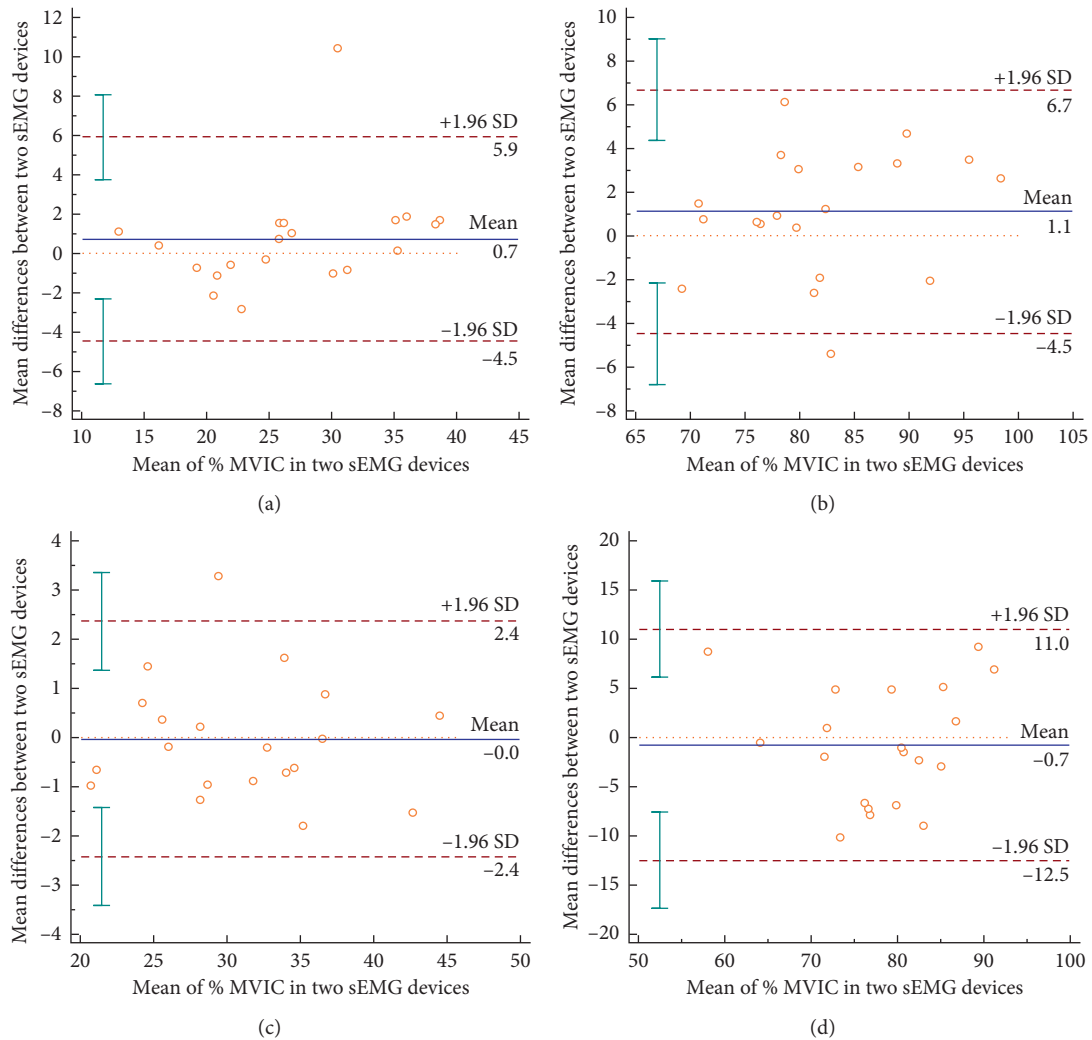 Mean differences between two sEMG devices
12
10
8
6
4
2
0
−2
−4
−6
−8
+1.96 SD
5.9
Mean
0.7
−1.96 SD
−4.5
10 15 20 25 30 35 40 45
Mean of % MVIC in two sEMG devices
(a)
Mean differences between two sEMG devices
10
8
6
4
2
0
−2
−4
−6
−8
+1.96 SD
6.7
Mean
1.1
−1.96 SD
−4.5
65 70 75 80 85 90 95 100 105
Mean of % MVIC in two sEMG devices
(b)
Mean differences between two sEMG devices
4
3
2
1
0
−1
−2
−3
−4
+1.96 SD
2.4
Mean
−0.0
−1.96 SD
−2.4
20 25 30 35 40 45 50
Mean of % MVIC in two sEMG devices
(c)
Mean differences between two sEMG devices
20
15
10
5
0
−5
−10
−15
−20
+1.96 SD
11.0
Mean
−0.7
−1.96 SD
−12.5
50 60 70 80 90 100
Mean of % MVIC in two sEMG devices
(d)